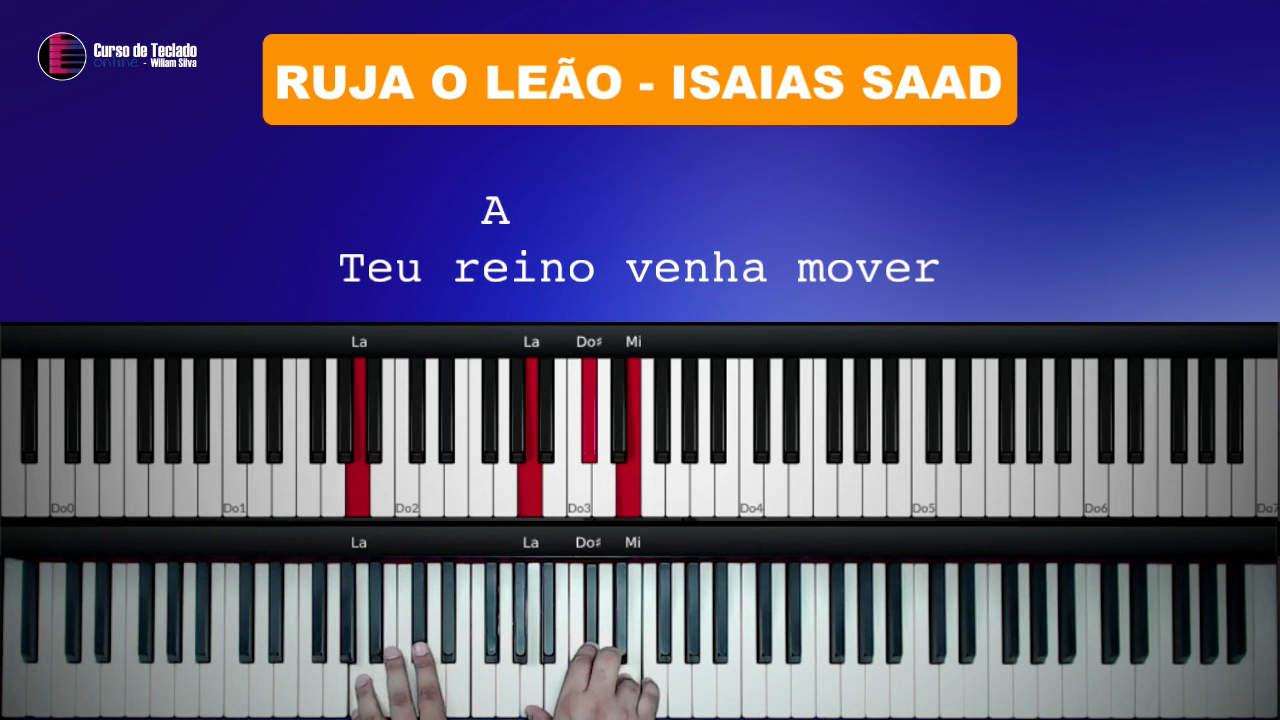 Curso de Teclado
online - Wiliam Silva
RUJA O LEÃO - ISAIAS SAAD
A
Teu reino venha mover
La La Do♯ Mi
Do0 Do1 Do2 Do3 Do4 Do5 Do6 Do7
La La Do♯ Mi